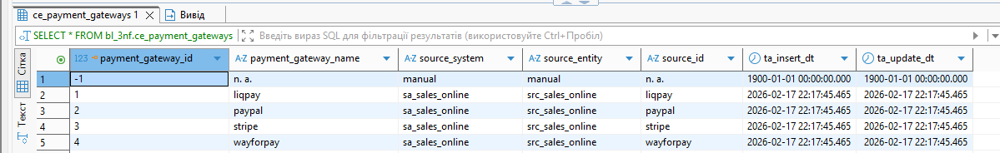 ce_payment_gateways 1 Вивід
SELECT * FROM bl_3nf.ce_payment_gateways Введіть вираз SQL для фільтрації результатів (використовуйте Ctrl+Пробіл)
Сітка
Текст
123 payment_gateway_id A-Z payment_gateway_name A-Z source_system A-Z source_entity A-Z source_id ta_insert_dt ta_update_dt
1 -1 n. a. manual manual n. a. 1900-01-01 00:00:00.000 1900-01-01 00:00:00.000
2 1 liqpay sa_sales_online src_sales_online liqpay 2026-02-17 22:17:45.465 2026-02-17 22:17:45.465
3 2 paypal sa_sales_online src_sales_online paypal 2026-02-17 22:17:45.465 2026-02-17 22:17:45.465
4 3 stripe sa_sales_online src_sales_online stripe 2026-02-17 22:17:45.465 2026-02-17 22:17:45.465
5 4 wayforpay sa_sales_online src_sales_online wayforpay 2026-02-17 22:17:45.465 2026-02-17 22:17:45.465